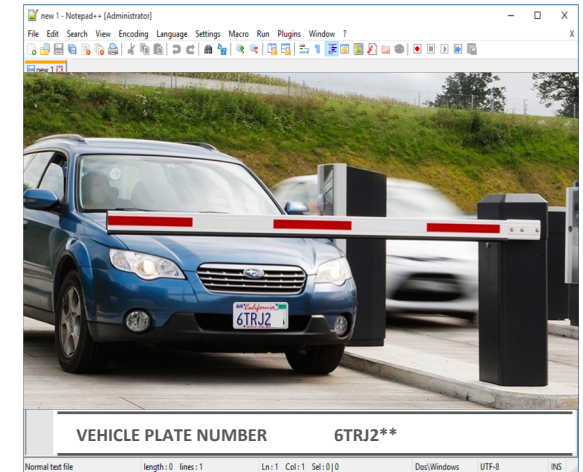 new 1 - Notepad++ [Administrator]
File Edit Search View Encoding Language Settings Macro Run Plugins Window ? X
new 1
California
6TRJ2
VEHICLE PLATE NUMBER 6TRJ2**
Normal text file length : 0 lines : 1 Ln : 1 Col : 1 Sel : 0 | 0 Dos\Windows UTF-8 INS